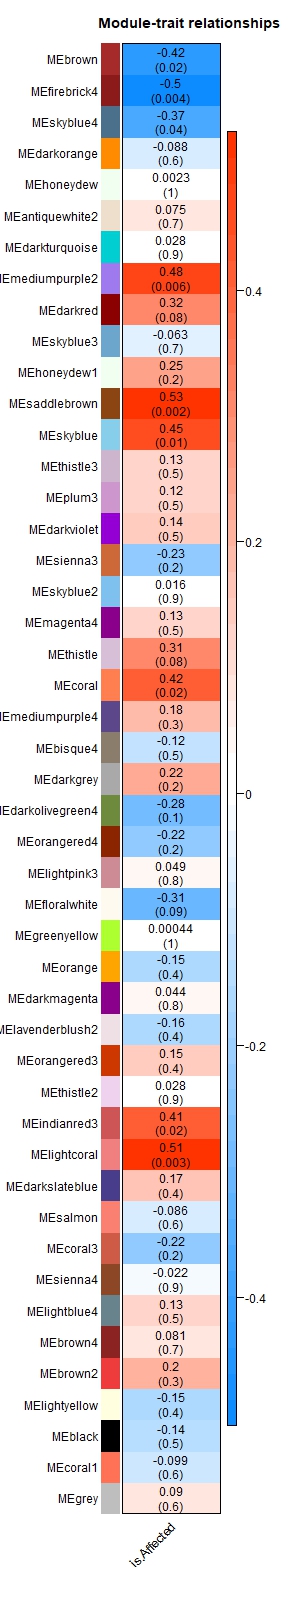 Module-trait relationships
MEbrown
-0.42
(0.02)
MEfirebrick4
-0.5
(0.004)
MEskyblue4
-0.37
(0.04)
MEdarkorange
-0.088
(0.6)
MEhoneydew
0.0023
(1)
MEantiquewhite2
0.075
(0.7)
MEdarkturquoise
0.028
(0.9)
MEmediumpurple2
0.48
(0.006)
MEdarkred
0.32
(0.08)
MEskyblue3
-0.063
(0.7)
MEhoneydew1
0.25
(0.2)
MEsaddlebrown
0.53
(0.002)
MEskyblue
0.45
(0.01)
MEthistle3
0.13
(0.5)
MEplum3
0.12
(0.5)
MEdarkviolet
0.14
(0.5)
MEsienna3
-0.23
(0.2)
MEskyblue2
0.016
(0.9)
MEmagenta4
0.13
(0.5)
MEthistle
0.31
(0.08)
MEcoral
0.42
(0.02)
MEmediumpurple4
0.18
(0.3)
MEbisque4
-0.12
(0.5)
MEdarkgrey
0.22
(0.2)
MEdarkolivegreen4
-0.28
(0.1)
MEorangered4
-0.22
(0.2)
MElightpink3
0.049
(0.8)
MEfloralwhite
-0.31
(0.09)
MEgreenyellow
0.00044
(1)
MEorange
-0.15
(0.4)
MEdarkmagenta
0.044
(0.8)
MElavenderblush2
-0.16
(0.4)
MEorangered3
0.15
(0.4)
MEthistle2
0.028
(0.9)
MEindianred3
0.41
(0.02)
MElightcoral
0.51
(0.003)
MEdarkslateblue
0.17
(0.4)
MEsalmon
-0.086
(0.6)
MEcoral3
-0.22
(0.2)
MEsienna4
-0.022
(0.9)
MElightblue4
0.13
(0.5)
MEbrown4
0.081
(0.7)
MEbrown2
0.2
(0.3)
MElightyellow
-0.15
(0.4)
MEblack
-0.14
(0.5)
MEcoral1
-0.099
(0.6)
MEgrey
0.09
(0.6)
is.Affected
0.4
0.2
0
-0.2
-0.4